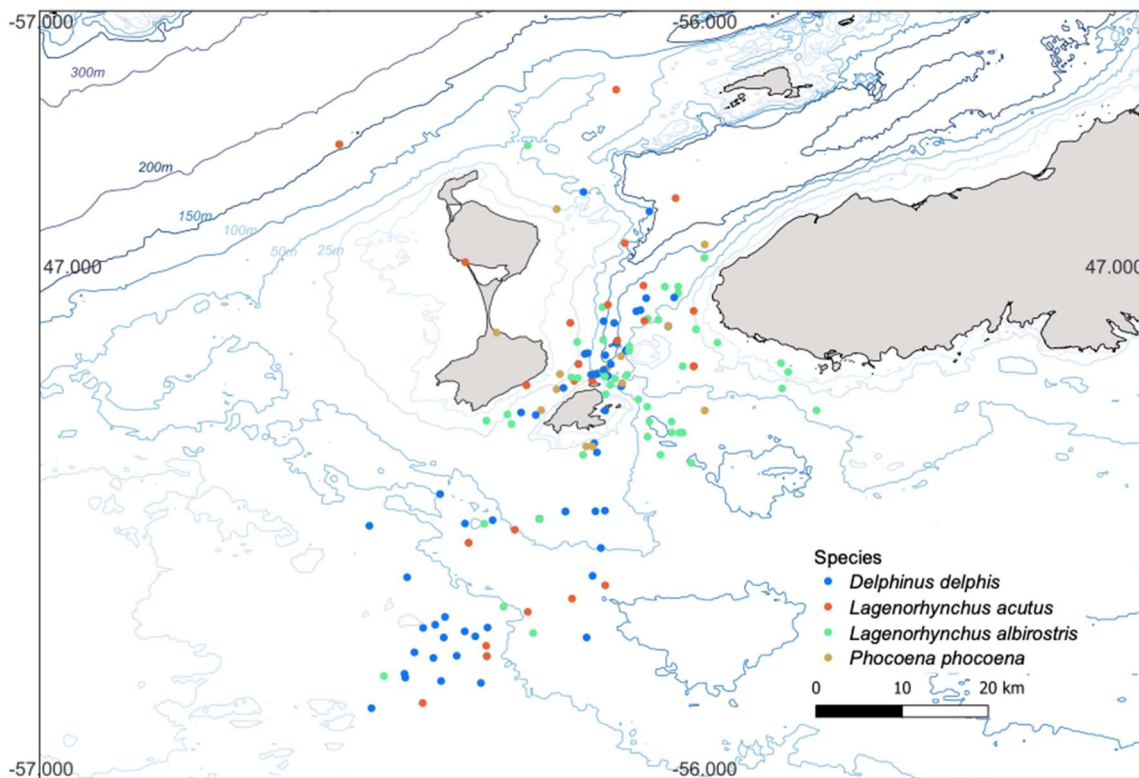 -57.000
-56.000
300m
200m
150m
100m
50m
25m
47.000
47.000
Species
Delphinus delphis
Lagenorhynchus acutus
Lagenorhynchus albirostris
Phocoena phocoena
0 10 20 km
-57.000
-56.000